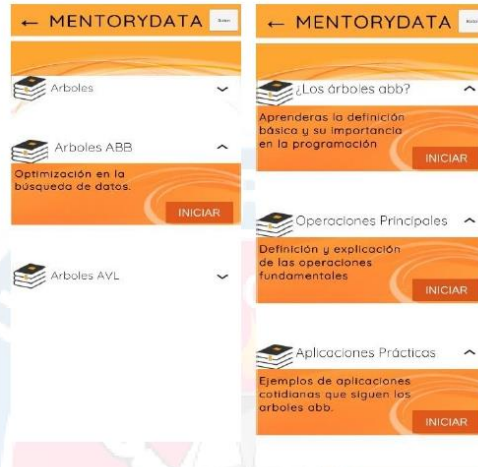 ← MENTORYDATA
Arboles
Arboles ABB
Optimización en la
búsqueda de datos.
INICIAR
Arboles AVL
← MENTORYDATA
¿Los árboles abb?
Aprenderas la definición
básica y su importancia
en la programación
INICIAR
Operaciones Principales
Definición y explicación
de las operaciones
fundamentales
INICIAR
Aplicaciones Prácticas
Ejemplos de aplicaciones
cotidianas que siguen los
arboles abb.
INICIAR